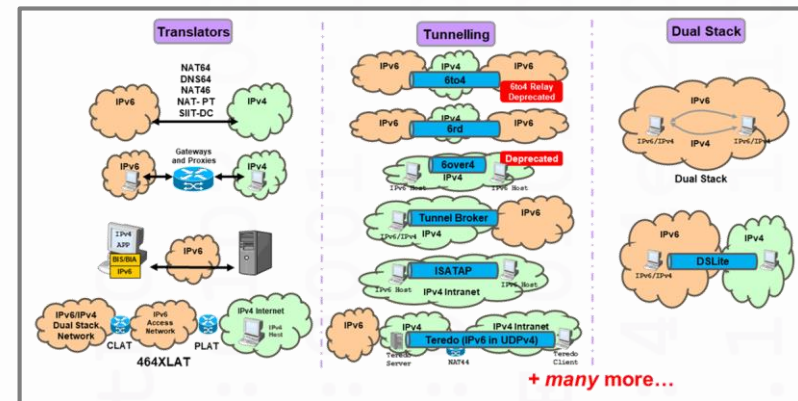 Translators
NAT64
DNS64
NAT46
NAT- PT
SIIT-DC
IPv6
IPv4
Gateways
and Proxies
IPv6
IPv4
IPv4
APP
BIS/BIA
IPv6
IPv6
IPv6/IPv4
Dual Stack
Network
IPv6
Access
Network
IPv4 Internet
IPv6
Host
CLAT
PLAT
464XLAT
Tunnelling
IPv6
IPv4
IPv6
6to4
6to4 Relay
Deprecated
IPv6
IPv4
IPv6
6rd
6over4
Deprecated
IPv4
IPv6 Host
IPv6 Host
Tunnel Broker
IPv6
IPv6/IPv4
IPv4
ISATAP
IPv6 Host
IPv6 Host
IPv4 Intranet
IPv6
IPv4
IPv4 Intranet
Teredo (IPv6 in UDPv4)
Teredo
Server
NAT44
Teredo
Client
Dual Stack
IPv6
IPv6/IPv4
IPv6/IPv4
IPv4
Dual Stack
IPv6
IPv4
DSLite
IPv6/IPv4
+ many more…